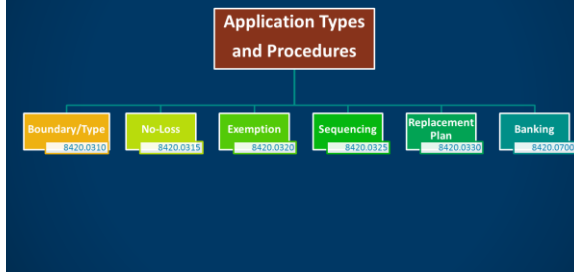 Application Types
and Procedures
Boundary/Type
8420.0310
No-Loss
8420.0315
Exemption
8420.0320
Sequencing
8420.0325
Replacement
Plan
8420.0330
Banking
8420.0700